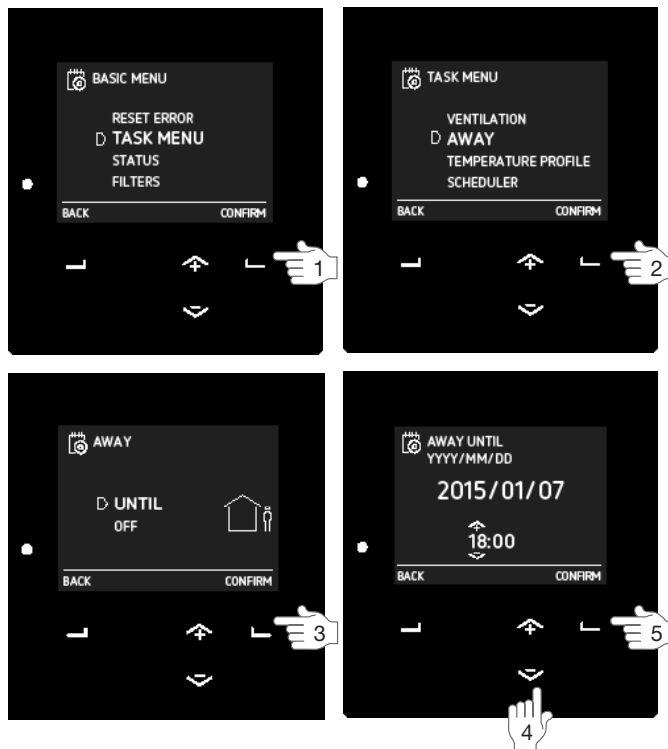 BASIC MENU
RESET ERROR
TASK MENU
STATUS
FILTERS
BACK CONFIRM
1
TASK MENU
VENTILATION
AWAY
TEMPERATURE PROFILE
SCHEDULER
BACK CONFIRM
2
AWAY
UNTIL
OFF
BACK CONFIRM
3
AWAY UNTIL
YYYY/MM/DD
2015/01/07
18:00
BACK CONFIRM
5
4